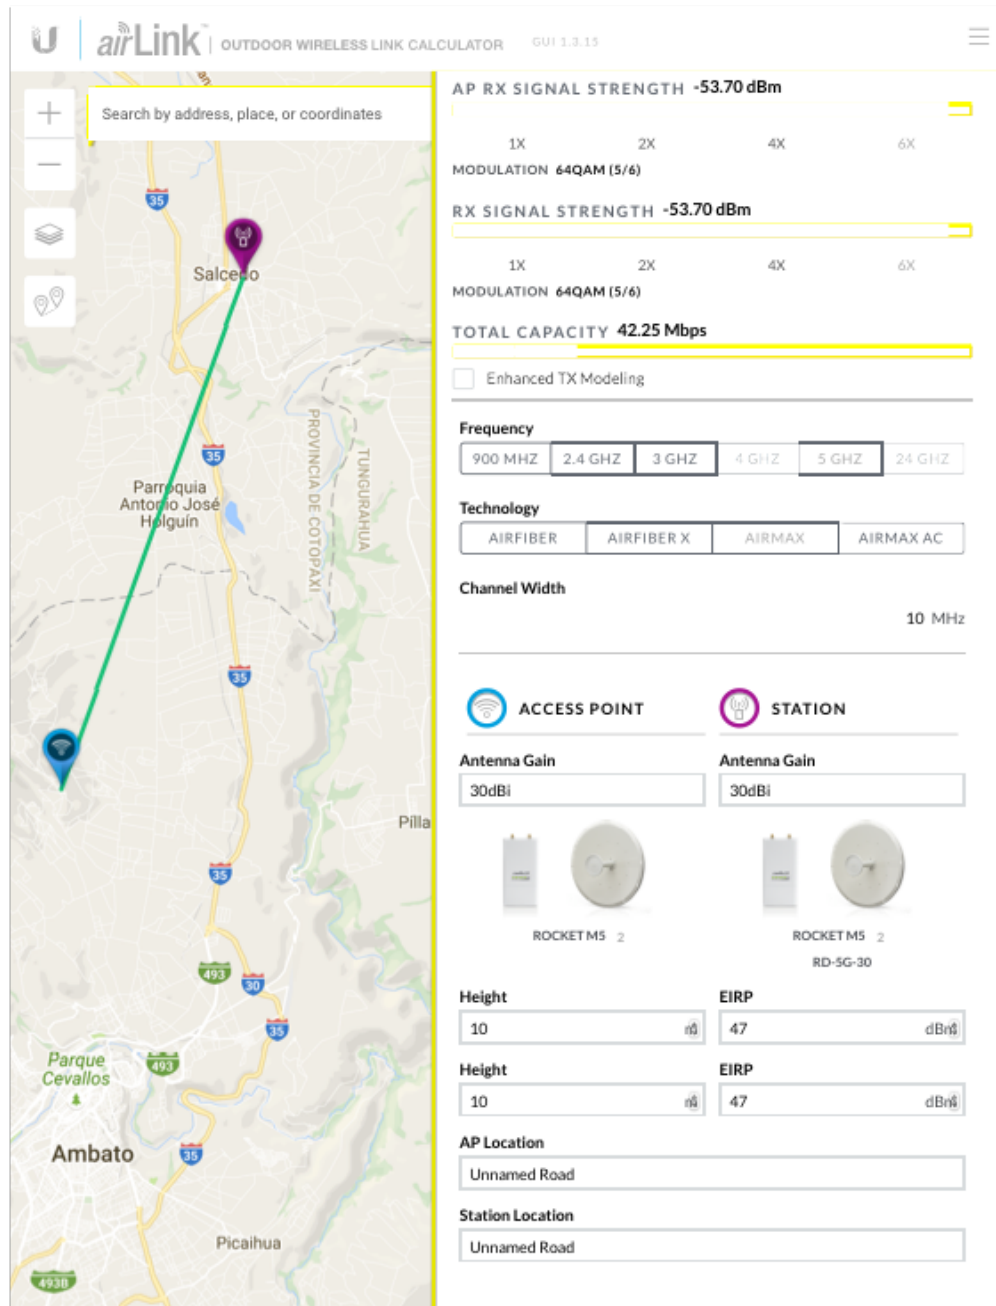 airLink™ | OUTDOOR WIRELESS LINK CALCULATOR GUI 1.3.15
Search by address, place, or coordinates
35
Salcedo
35
Parroquia
Antonio José
Holguín
PROVINCIA DE COTOPAXI
TUNGURAHUA
35
Pílla
35
493
30
35
Parque
Cevallos
493
Ambato
35
Picaihua
493B
AP RX SIGNAL STRENGTH -53.70 dBm
1X 2X 4X 6X
MODULATION 64QAM (5/6)
RX SIGNAL STRENGTH -53.70 dBm
1X 2X 4X 6X
MODULATION 64QAM (5/6)
TOTAL CAPACITY 42.25 Mbps
Enhanced TX Modeling
Frequency
900 MHZ 2.4 GHZ 3 GHZ 4 GHZ 5 GHZ 24 GHZ
Technology
AIRFIBER AIRFIBER X AIRMAX AIRMAX AC
Channel Width
10 MHz
ACCESS POINT STATION
Antenna Gain Antenna Gain
30dBi 30dBi
ROCKET M5 2 ROCKET M5 2
RD-5G-30
Height EIRP
10 47
Height EIRP
10 47
AP Location
Unnamed Road
Station Location
Unnamed Road